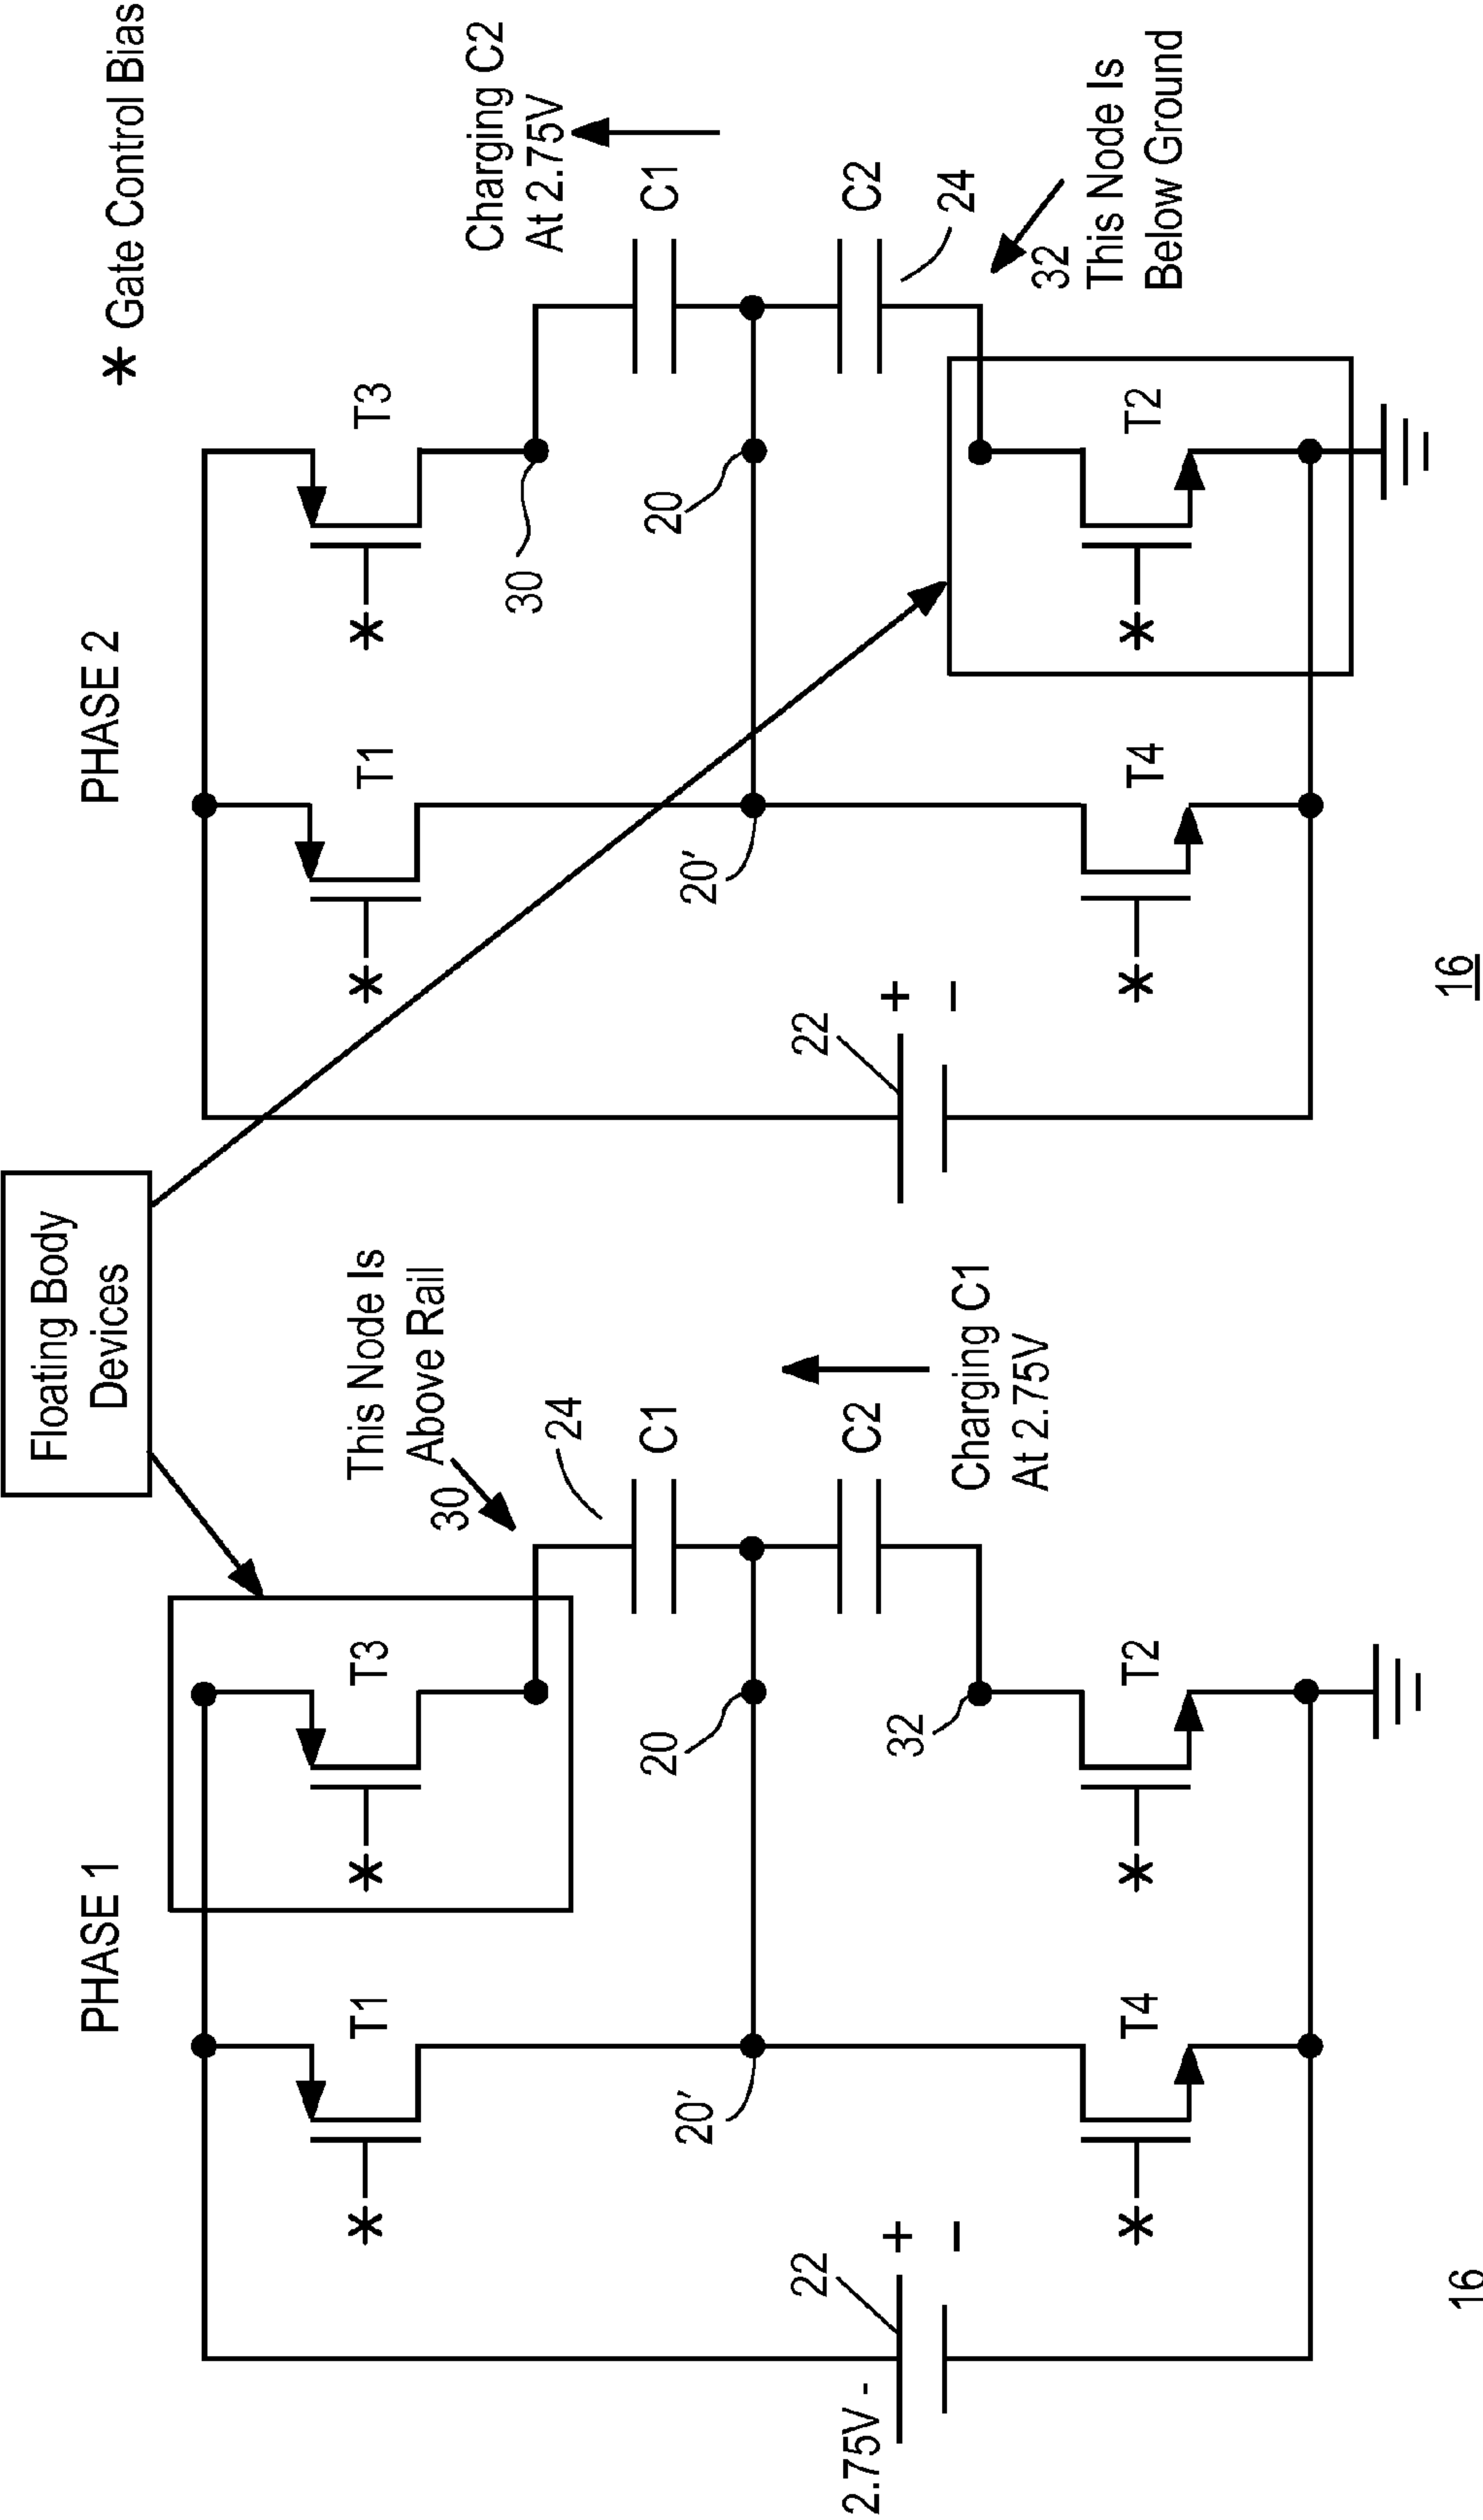 Floating Body
Devices
PHASE 1
PHASE 2
* Gate Control Bias
T1
T3
This Node Is
Above Rail
30
24
*
*
20'
20
C1
C2
32
Charging C1
At 2.75V
2.75V -
22
+
-
T4
T2
*
*
16
T1
T3
Charging C2
At 2.75V
*
*
30
20'
20
C1
C2
24
32
This Node Is
Below Ground
22
+
-
T4
T2
*
*
16